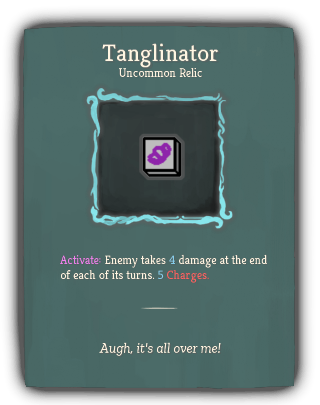 Tanglinator
Uncommon Relic
Activate: Enemy takes 4 damage at the end
of each of its turns. 5 Charges.
Augh, it's all over me!